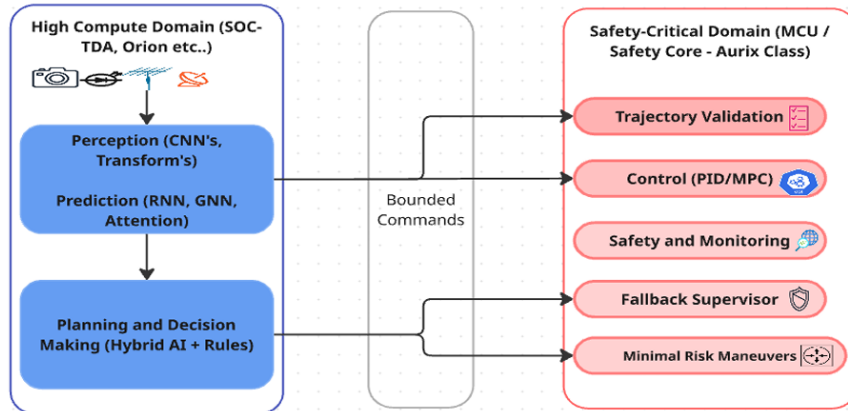 High Compute Domain (SOC-
TDA, Orion etc..)
Perception (CNN's,
Transform's)
Prediction (RNN, GNN,
Attention)
Planning and Decision
Making (Hybrid AI + Rules)
Bounded
Commands
Safety-Critical Domain (MCU /
Safety Core - Aurix Class)
Trajectory Validation
Control (PID/MPC)
Safety and Monitoring
Fallback Supervisor
Minimal Risk Maneuvers